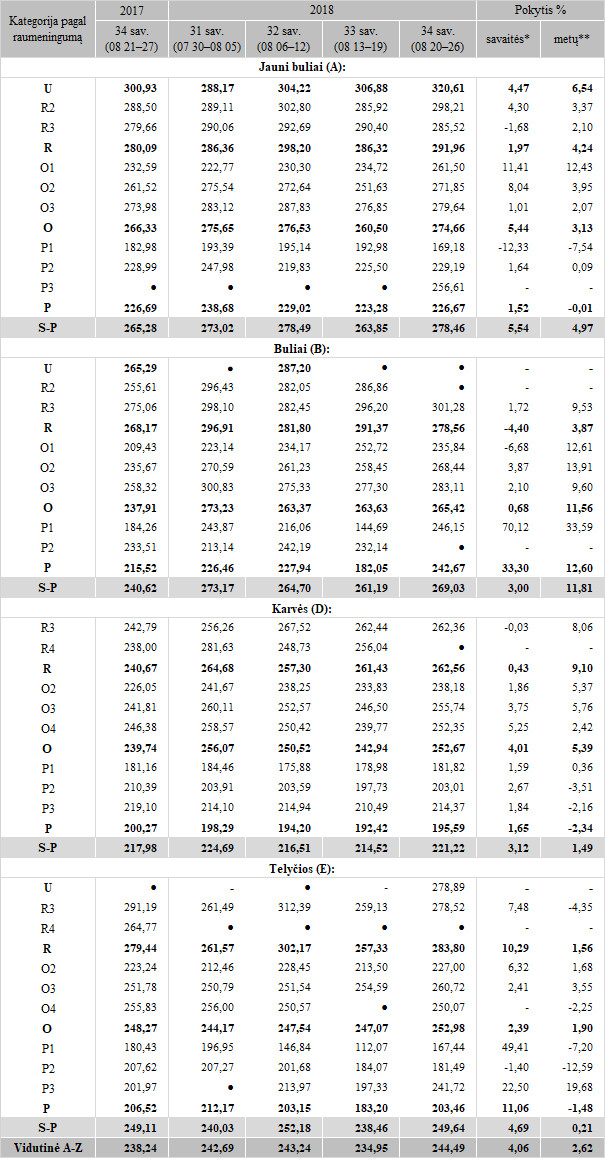 Kategorija pagal raumeningumą 2017 2018 Pokytis %
34 sav. (08 21–27) 31 sav. (07 30–08 05) 32 sav. (08 06–12) 33 sav. (08 13–19) 34 sav. (08 20–26) savaitės* metų**
Jauni buliai (A):
U 300,93 288,17 304,22 306,88 320,61 4,47 6,54
R2 288,50 289,11 302,80 285,92 298,21 4,30 3,37
R3 279,66 290,06 292,69 290,40 285,52 -1,68 2,10
R 280,09 286,36 298,20 286,32 291,96 1,97 4,24
O1 232,59 222,77 230,30 234,72 261,50 11,41 12,43
O2 261,52 275,54 272,64 251,63 271,85 8,04 3,95
O3 273,98 283,12 287,83 276,85 279,64 1,01 2,07
O 266,33 275,65 276,53 260,50 274,66 5,44 3,13
P1 182,98 193,39 195,14 192,98 169,18 -12,33 -7,54
P2 228,99 247,98 219,83 225,50 229,19 1,64 0,09
P3 ● ● ● ● 256,61 - -
P 226,69 238,68 229,02 223,28 226,67 1,52 -0,01
S-P 265,28 273,02 278,49 263,85 278,46 5,54 4,97
Buliai (B):
U 265,29 ● 287,20 ● ● - -
R2 255,61 296,43 282,05 286,86 ● - -
R3 275,06 298,10 282,45 296,20 301,28 1,72 9,53
R 268,17 296,91 281,80 291,37 278,56 -4,40 3,87
O1 209,43 223,14 234,17 252,72 235,84 -6,68 12,61
O2 235,67 270,59 261,23 258,45 268,44 3,87 13,91
O3 258,32 300,83 275,33 277,30 283,11 2,10 9,60
O 237,91 273,23 263,37 263,63 265,42 0,68 11,56
P1 184,26 243,87 216,06 144,69 246,15 70,12 33,59
P2 233,51 213,14 242,19 232,14 ● - -
P 215,52 226,46 227,94 182,05 242,67 33,30 12,60
S-P 240,62 273,17 264,70 261,19 269,03 3,00 11,81
Karvės (D):
R3 242,79 256,26 267,52 262,44 262,36 -0,03 8,06
R4 238,00 281,63 248,73 256,04 ● - -
R 240,67 264,68 257,30 261,43 262,56 0,43 9,10
O2 226,05 241,67 238,25 233,83 238,18 1,86 5,37
O3 241,81 260,11 252,57 246,50 255,74 3,75 5,76
O4 246,38 258,57 250,42 239,77 252,35 5,25 2,42
O 239,74 256,07 250,52 242,94 252,67 4,01 5,39
P1 181,16 184,46 175,88 178,98 181,82 1,59 0,36
P2 210,39 203,91 203,59 197,73 203,01 2,67 -3,51
P3 219,10 214,10 214,94 210,49 214,37 1,84 -2,16
P 200,27 198,29 194,20 192,42 195,59 1,65 -2,34
S-P 217,98 224,69 216,51 214,52 221,22 3,12 1,49
Telyčios (E):
U ● - ● - 278,89 - -
R3 291,19 261,49 312,39 259,13 278,52 7,48 -4,35
R4 264,77 ● ● ● ● - -
R 279,44 261,57 302,17 257,33 283,80 10,29 1,56
O2 223,24 212,46 228,45 213,50 227,00 6,32 1,68
O3 251,78 250,79 251,54 254,59 260,72 2,41 3,55
O4 255,83 256,00 250,57 ● 250,07 - -2,25
O 248,27 244,17 247,54 247,07 252,98 2,39 1,90
P1 180,43 196,95 146,84 112,07 167,44 49,41 -7,20
P2 207,62 207,27 201,68 184,07 181,49 -1,40 -12,59
P3 201,97 ● 213,97 197,33 241,72 22,50 19,68
P 206,52 212,17 203,15 183,20 203,46 11,06 -1,48
S-P 249,11 240,03 252,18 238,46 249,64 4,69 0,21
Vidutinė A-Z 238,24 242,69 243,24 234,95 244,49 4,06 2,62